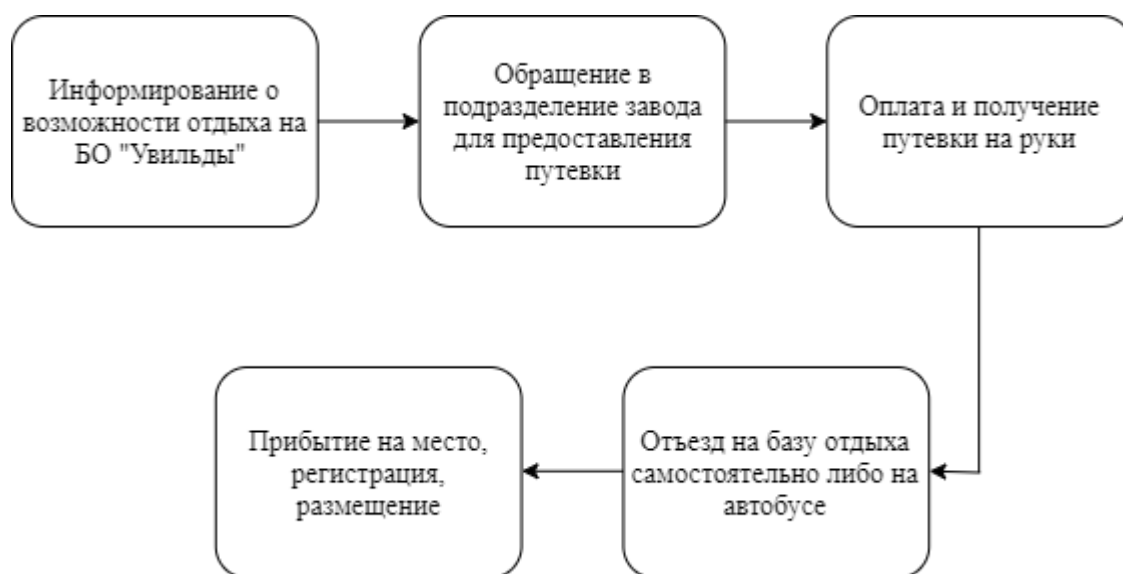 Информирование о
возможности отдыха на
БО "Увильды"
Обращение в
подразделение завода
для предоставления
путевки
Оплата и получение
путевки на руки
Отъезд на базу отдыха
самостоятельно либо на
автобусе
Прибытие на место,
регистрация,
размещение